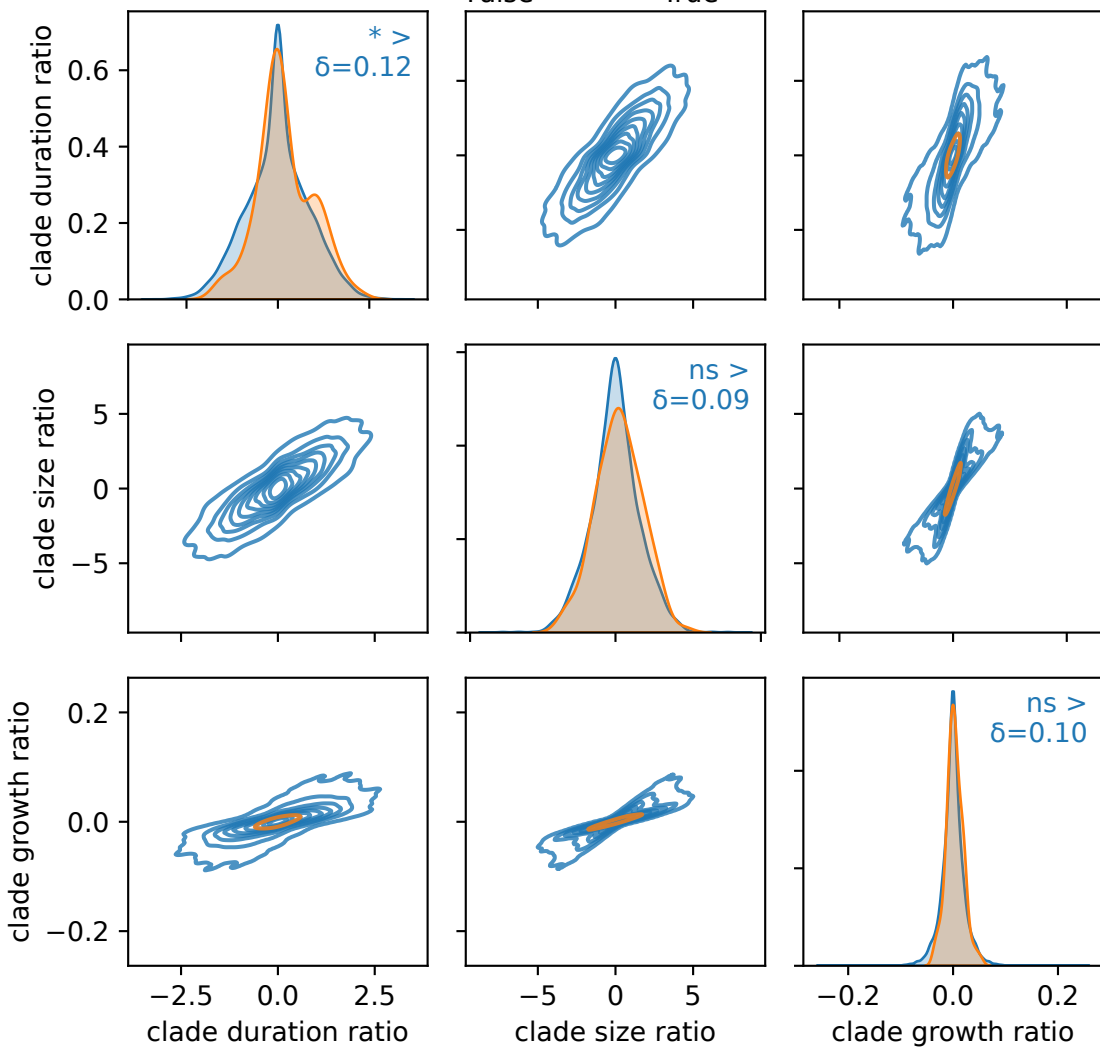 * >
δ=0.12
clade duration ratio
0.6
0.4
0.2
0.0
ns >
δ=0.09
clade size ratio
5
0
−5
ns >
δ=0.10
clade growth ratio
0.2
0.0
−0.2
−2.5 0.0 2.5
−5 0 5
−0.2 0.0 0.2
clade duration ratio
clade size ratio
clade growth ratio